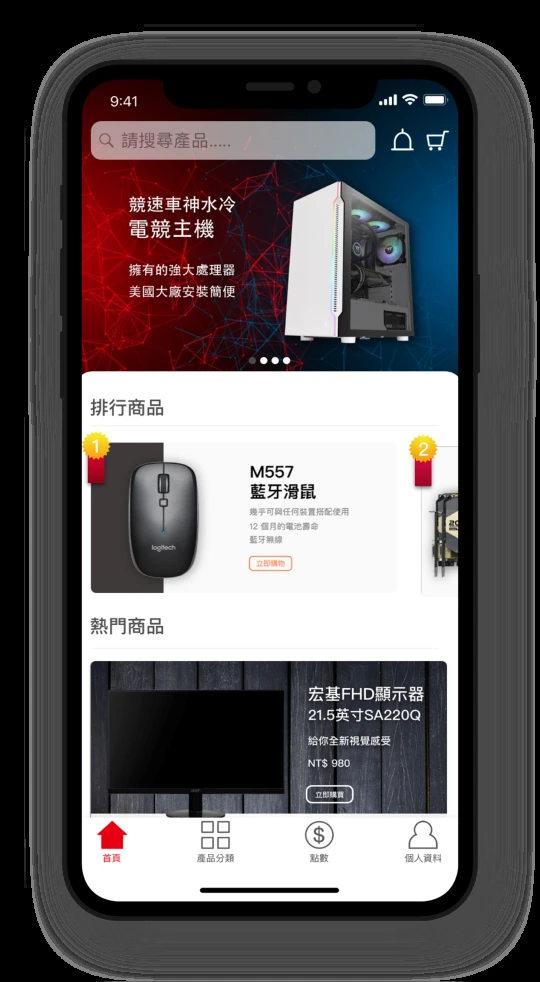 9:41
請搜尋產品.....
競速車神水冷
電競主機
擁有的強大處理器
美國大廠安裝簡便
排行商品
1
2
M557
藍牙滑鼠
幾乎可與任何裝置搭配使用
12 個月的電池壽命
藍牙無線
立即購物
logitech
熱門商品
宏基FHD顯示器
21.5英寸SA220Q
給你全新視覺感受
NT$ 980
立即購買
首頁
產品分類
$
點數
個人資料